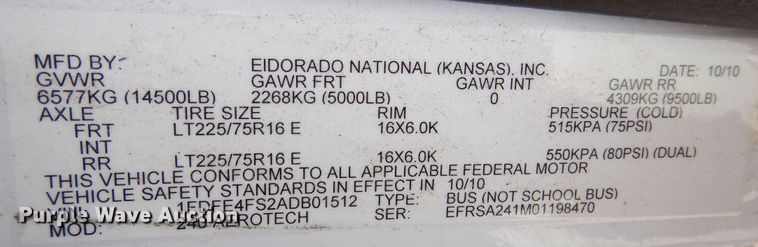 MFD BY: EIDORADO NATIONAL (KANSAS), INC. DATE: 10/10
GVWR GAWR FRT GAWR INT GAWR RR
6577KG (14500LB) 2268KG (5000LB) 0 4309KG (9500LB)
AXLE TIRE SIZE RIM PRESSURE (COLD)
FRT LT225/75R16 E 16X6.0K 515KPA (75PSI)
INT
RR LT225/75R16 E 16X6.0K 550KPA (80PSI) (DUAL)
THIS VEHICLE CONFORMS TO ALL APPLICABLE FEDERAL MOTOR
VEHICLE SAFETY STANDARDS IN EFFECT IN 10/10
1FDFE4FS2ADB01512 TYPE: BUS (NOT SCHOOL BUS)
Purple Wave Auction
MOD: 240 AEROTECH SER: EFRSA241M01198470